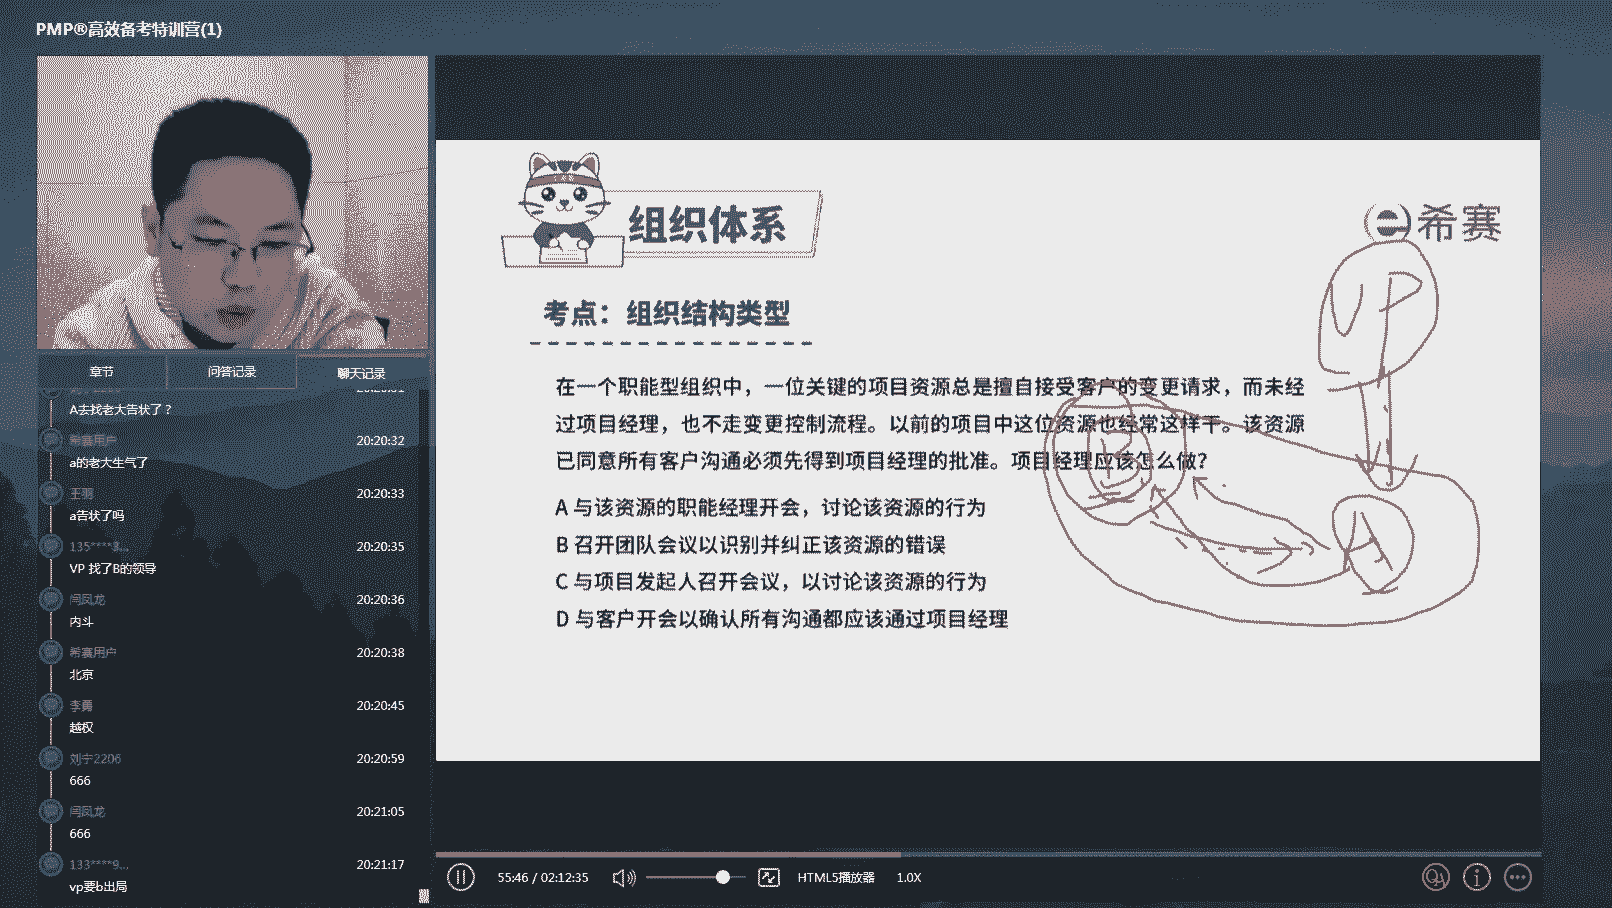 PMP®高效备考特训营(1)
章节
问答记录
聊天记录
A去找老大告状了？
希赛用户
20:20:32
a的老大生气了
王羽
20:20:33
a告状了吗
135****3...
20:20:35
VP 找了B的领导
闫凤龙
20:20:36
内斗
希赛用户
20:20:38
北京
李勇
20:20:45
越权
刘宁2206
20:20:59
666
闫凤龙
20:21:05
666
133****9...
20:21:17
vp要b出局
组织体系
希赛
考点：组织结构类型
在一个职能型组织中，一位关键的项目资源总是擅自接受客户的变更请求，而未经
过项目经理，也不走变更控制流程。以前的项目中这位资源也经常这样干。该资源
已同意所有客户沟通必须先得到项目经理的批准。项目经理应该怎么做？
A 与该资源的职能经理开会，讨论该资源的行为
B 召开团队会议以识别并纠正该资源的错误
C 与项目发起人召开会议，以讨论该资源的行为
D 与客户开会以确认所有沟通都应该通过项目经理
VP
B
A
55:46 / 02:12:35
HTML5播放器
1.0X